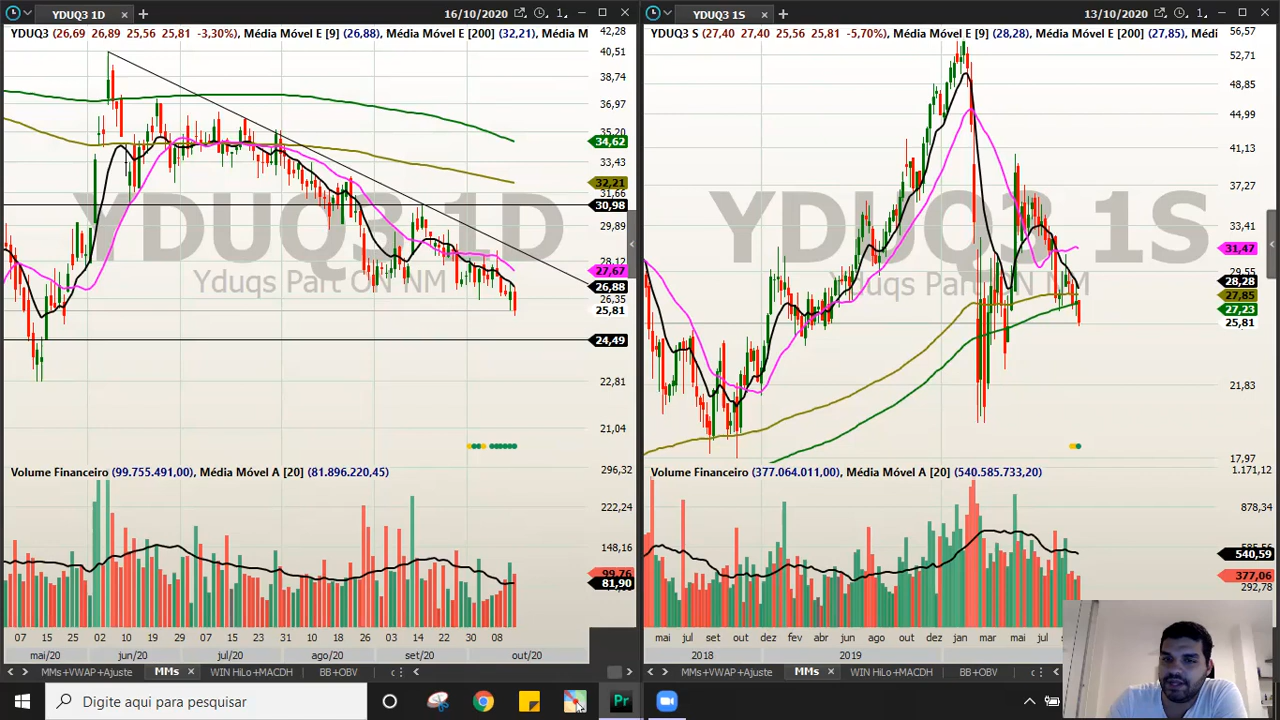 YDUQ3 1D
16/10/2020
1
YDUQ3 (26,69 26,89 25,56 25,81 -3,30%), Média Móvel E [9] (26,88), Média Móvel E [200] (32,21), Média M
42,28
40,51
38,74
36,97
35,20
34,62
33,43
32,21
31,66
30,98
29,89
28,11
27,67
26,88
26,35
25,81
24,49
22,81
21,04
YDUQ3 1D
Yduqs Part ON NM
Volume Financeiro (99.755.491,00), Média Móvel A [20] (81.896.220,45)
296,32
222,24
148,16
99,76
81,90
07 15 25 02 10 19 29 07 15 23 31 10 18 26 03 14 22 30 08
mai/20 jun/20 jul/20 ago/20 set/20 out/20
MMs+VWAP+Ajuste MMs WIN HiLo+MACDH BB+OBV
YDUQ3 1S
13/10/2020
1
YDUQ3 S (27,40 27,40 25,56 25,81 -5,70%), Média Móvel E [9] (28,28), Média Móvel E [200] (27,85), Médi
56,57
52,71
48,85
44,99
41,13
37,27
33,41
31,47
29,55
28,28
27,85
27,23
25,81
21,83
17,97
YDUQ3 1S
Yduqs Part ON NM
Volume Financeiro (377.064.011,00), Média Móvel A [20] (540.585.733,20)
1.171,12
878,34
540,59
377,06
292,78
mai jul set out dez fev abr jun ago out dez jan mar mai jul
2018 2019
MMs+VWAP+Ajuste MMs WIN HiLo+MACDH BB+OBV
Digite aqui para pesquisar
Pr